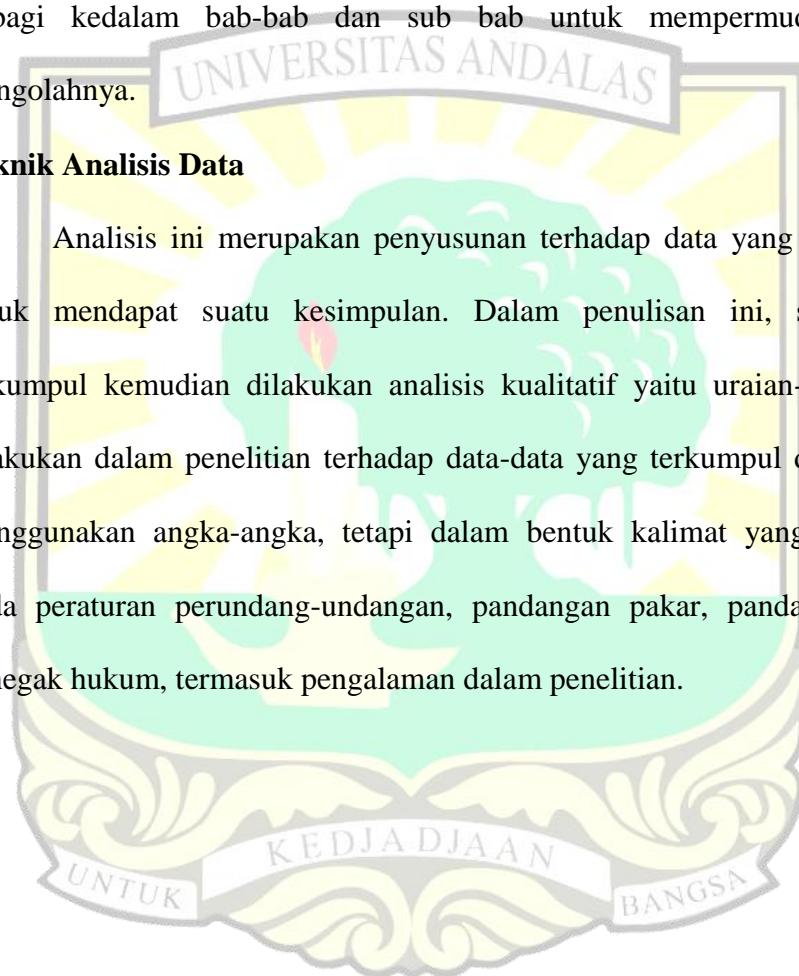 bagi kedalam bab-bab dan sub bab untuk mempermud
ngolahnya.
UNIVERSITAS ANDALAS
knik Analisis Data
Analisis ini merupakan penyusunan terhadap data yang
uk mendapat suatu kesimpulan. Dalam penulisan ini, s
kumpul kemudian dilakukan analisis kualitatif yaitu uraian-
akukan dalam penelitian terhadap data-data yang terkumpul
nggunakan angka-angka, tetapi dalam bentuk kalimat yang
da peraturan perundang-undangan, pandangan pakar, panda
negak hukum, termasuk pengalaman dalam penelitian.
UNTUK KEDJADJAAN BANGSA